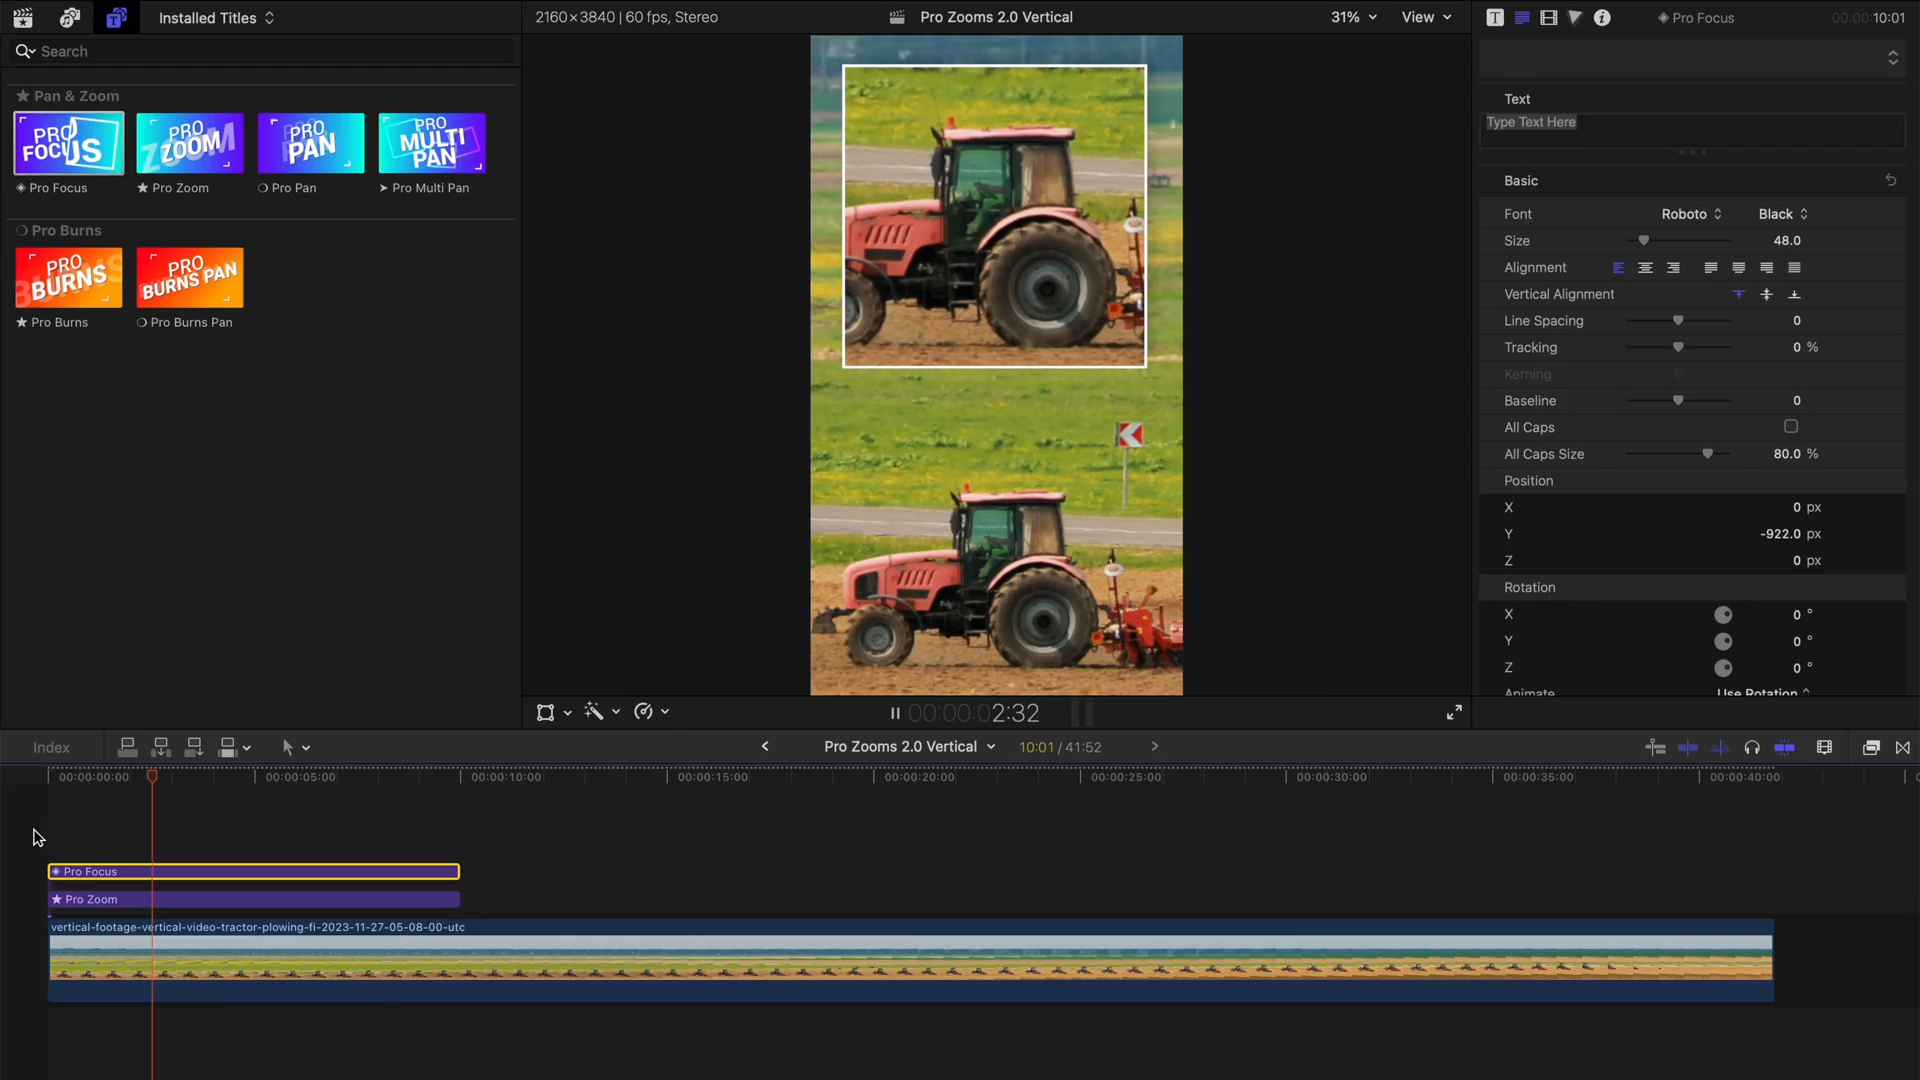 Installed Titles
Search
Pan & Zoom
PRO FOCUS
PRO ZOOM
PRO PAN
PRO MULTI PAN
Pro Focus
Pro Zoom
Pro Pan
Pro Multi Pan
Pro Burns
PRO BURNS
PRO BURNS PAN
Pro Burns
Pro Burns Pan
2160×3840 | 60 fps, Stereo
Pro Zooms 2.0 Vertical
31%
View
00:00:00:02:32
Pro Focus
00:00:10:01
Text
Type Text Here
Basic
Font Roboto Black
Size 48.0
Alignment
Vertical Alignment
Line Spacing 0
Tracking 0 %
Kerning
Baseline 0
All Caps
All Caps Size 80.0 %
Position
X 0 px
Y -922.0 px
Z 0 px
Rotation
X 0 °
Y 0 °
Z 0 °
Animate Use Rotation
Index
Pro Zooms 2.0 Vertical
10:01 / 41:52
00:00:00:00
00:00:05:00
00:00:10:00
00:00:15:00
00:00:20:00
00:00:25:00
00:00:30:00
00:00:35:00
00:00:40:00
Pro Focus
Pro Zoom
vertical-footage-vertical-video-tractor-plowing-fi-2023-11-27-05-08-00-utc